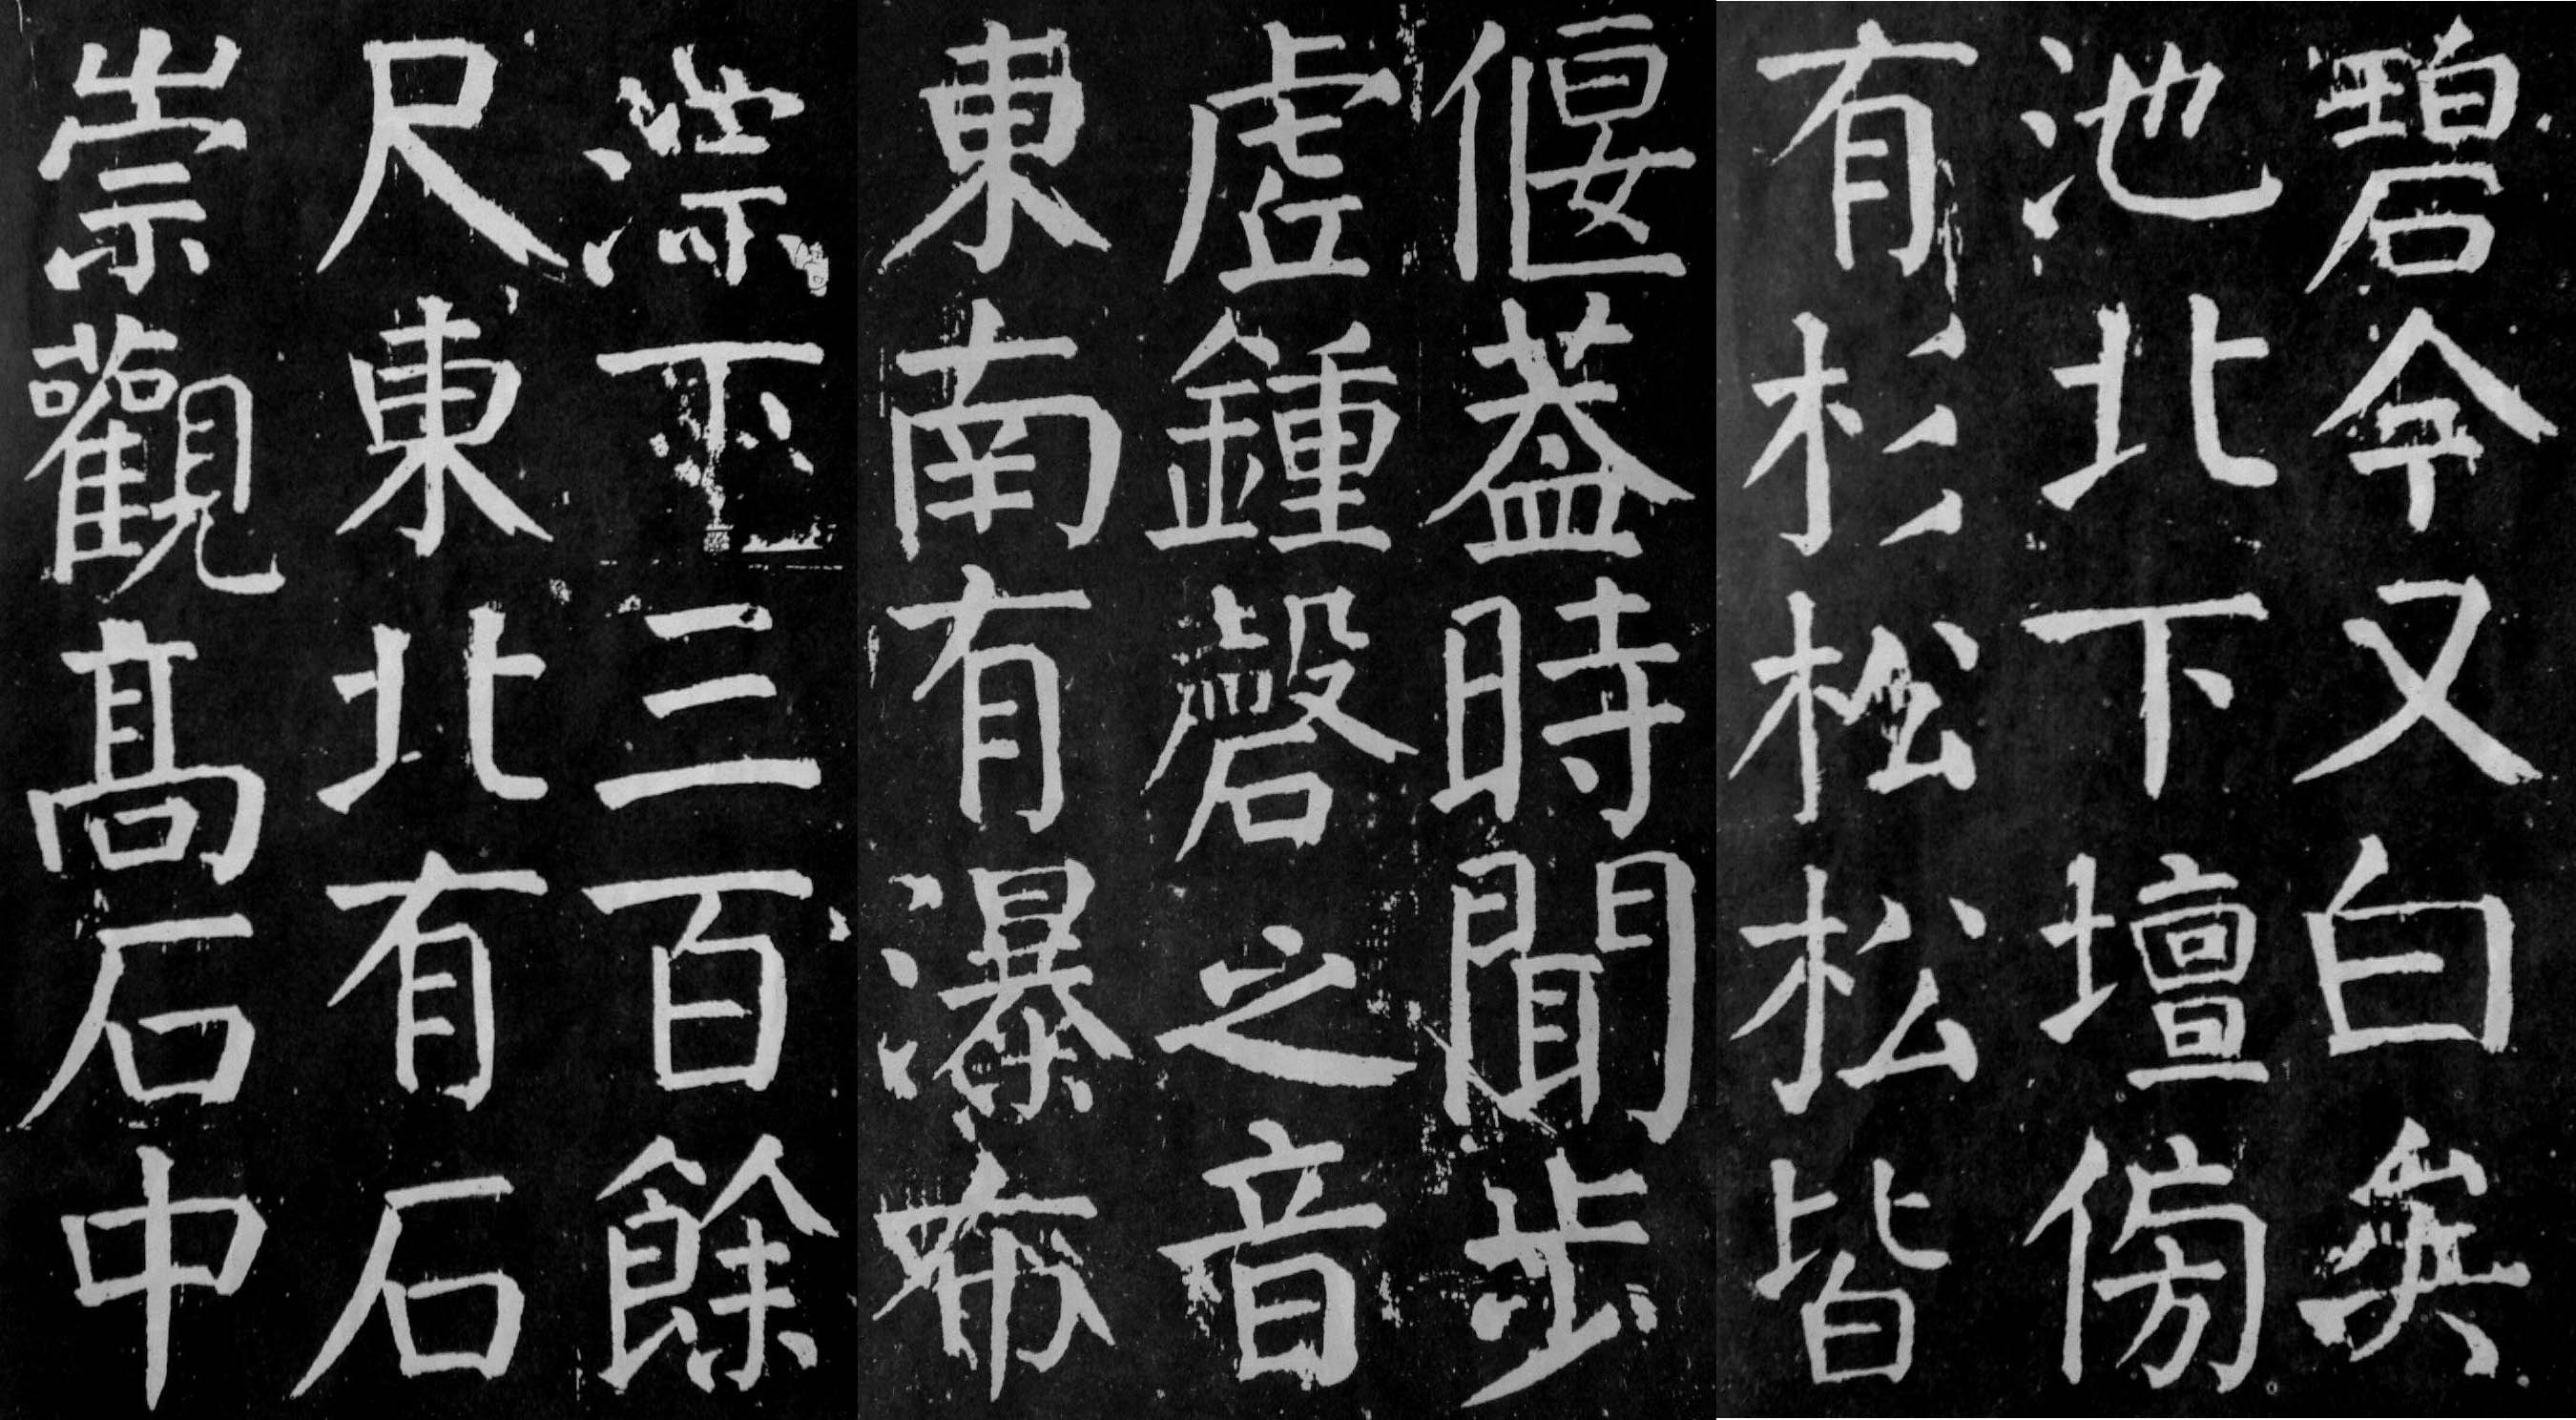 碧今又白矣
池北下壇傍
有杉松松皆
偃蓋時聞步
虛鍾磬之音
東南有瀑布
淙下三百餘
尺東北有石
崇觀高石中